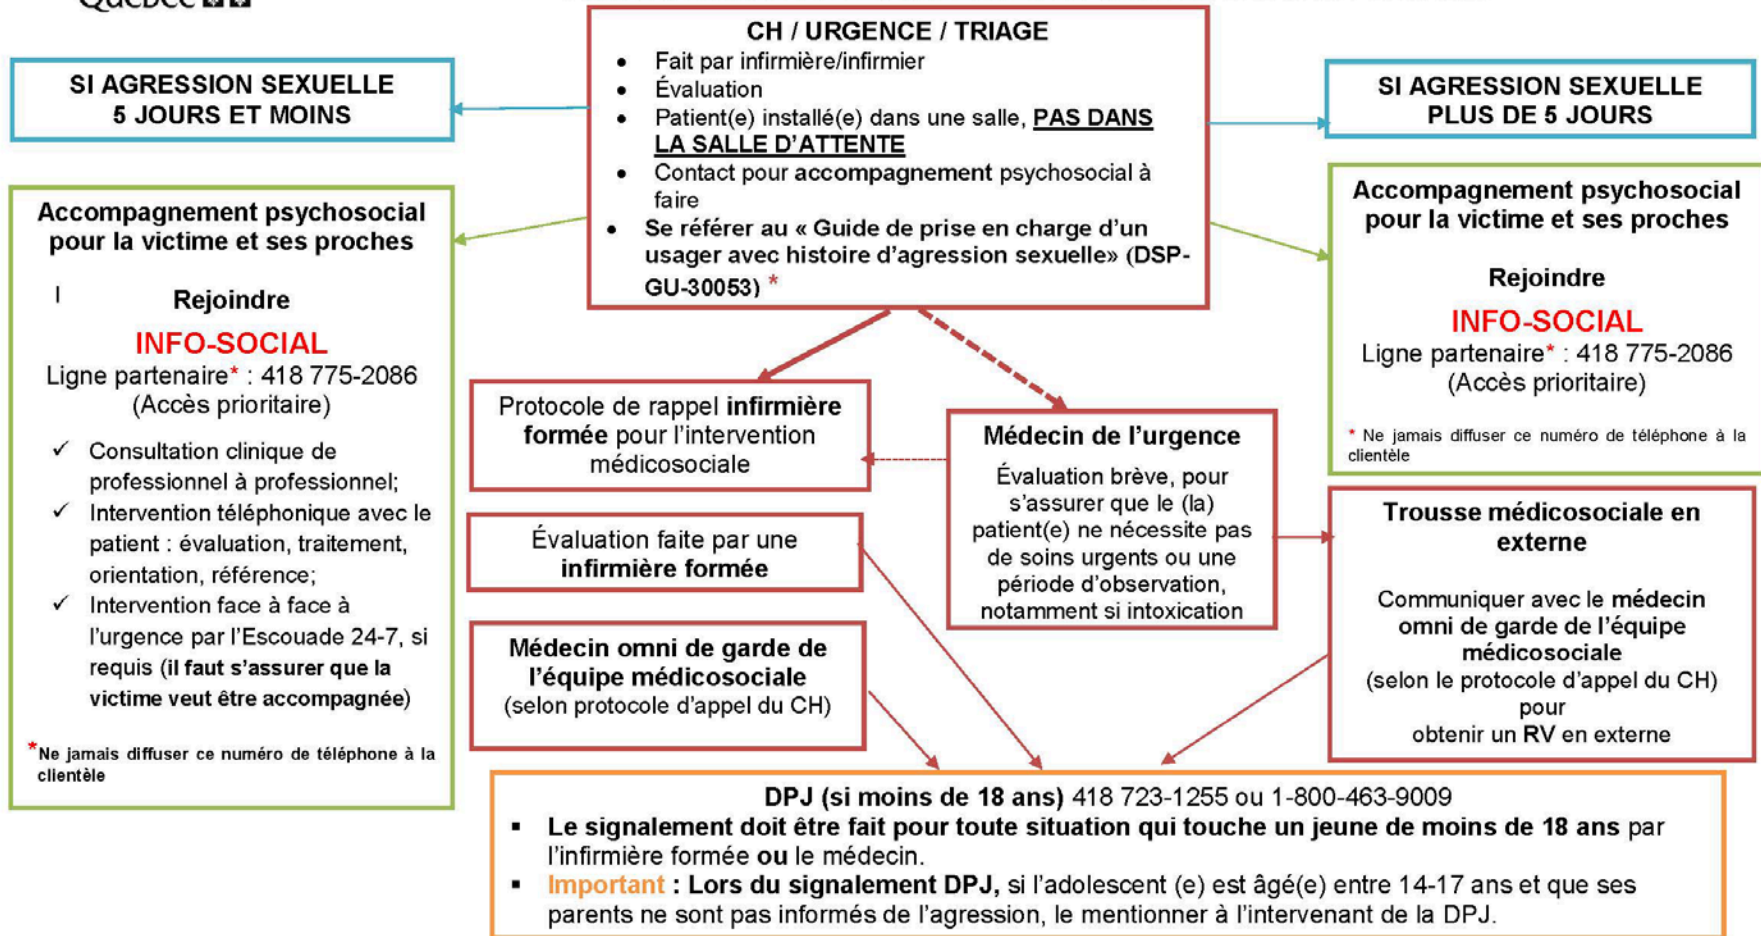 Québec
CH / URGENCE / TRIAGE
• Fait par infirmière/infirmier
• Évaluation
• Patient(e) installé(e) dans une salle, PAS DANS
LA SALLE D'ATTENTE
• Contact pour accompagnement psychosocial à
faire
• Se référer au « Guide de prise en charge d'un
usager avec histoire d'agression sexuelle» (DSP-
GU-30053) *
SI AGRESSION SEXUELLE
5 JOURS ET MOINS
SI AGRESSION SEXUELLE
PLUS DE 5 JOURS
Accompagnement psychosocial
pour la victime et ses proches
Rejoindre
INFO-SOCIAL
Ligne partenaire* : 418 775-2086
(Accès prioritaire)
✓ Consultation clinique de
professionnel à professionnel;
✓ Intervention téléphonique avec le
patient : évaluation, traitement,
orientation, référence;
✓ Intervention face à face à
l'urgence par l'Escouade 24-7, si
requis (il faut s'assurer que la
victime veut être accompagnée)
*Ne jamais diffuser ce numéro de téléphone à la
clientèle
Protocole de rappel infirmière
formée pour l'intervention
médicosociale
Évaluation faite par une
infirmière formée
Médecin omni de garde de
l'équipe médicosociale
(selon protocole d'appel du CH)
Médecin de l'urgence
Évaluation brève, pour
s'assurer que le (la)
patient(e) ne nécessite pas
de soins urgents ou une
période d'observation,
notamment si intoxication
Accompagnement psychosocial
pour la victime et ses proches
Rejoindre
INFO-SOCIAL
Ligne partenaire* : 418 775-2086
(Accès prioritaire)
* Ne jamais diffuser ce numéro de téléphone à la
clientèle
Trousse médicosociale en
externe
Communiquer avec le médecin
omni de garde de l'équipe
médicosociale
(selon le protocole d'appel du CH)
pour
obtenir un RV en externe
DPJ (si moins de 18 ans) 418 723-1255 ou 1-800-463-9009
▪ Le signalement doit être fait pour toute situation qui touche un jeune de moins de 18 ans par
l'infirmière formée ou le médecin.
▪ Important : Lors du signalement DPJ, si l'adolescent (e) est âgé(e) entre 14-17 ans et que ses
parents ne sont pas informés de l'agression, le mentionner à l'intervenant de la DPJ.